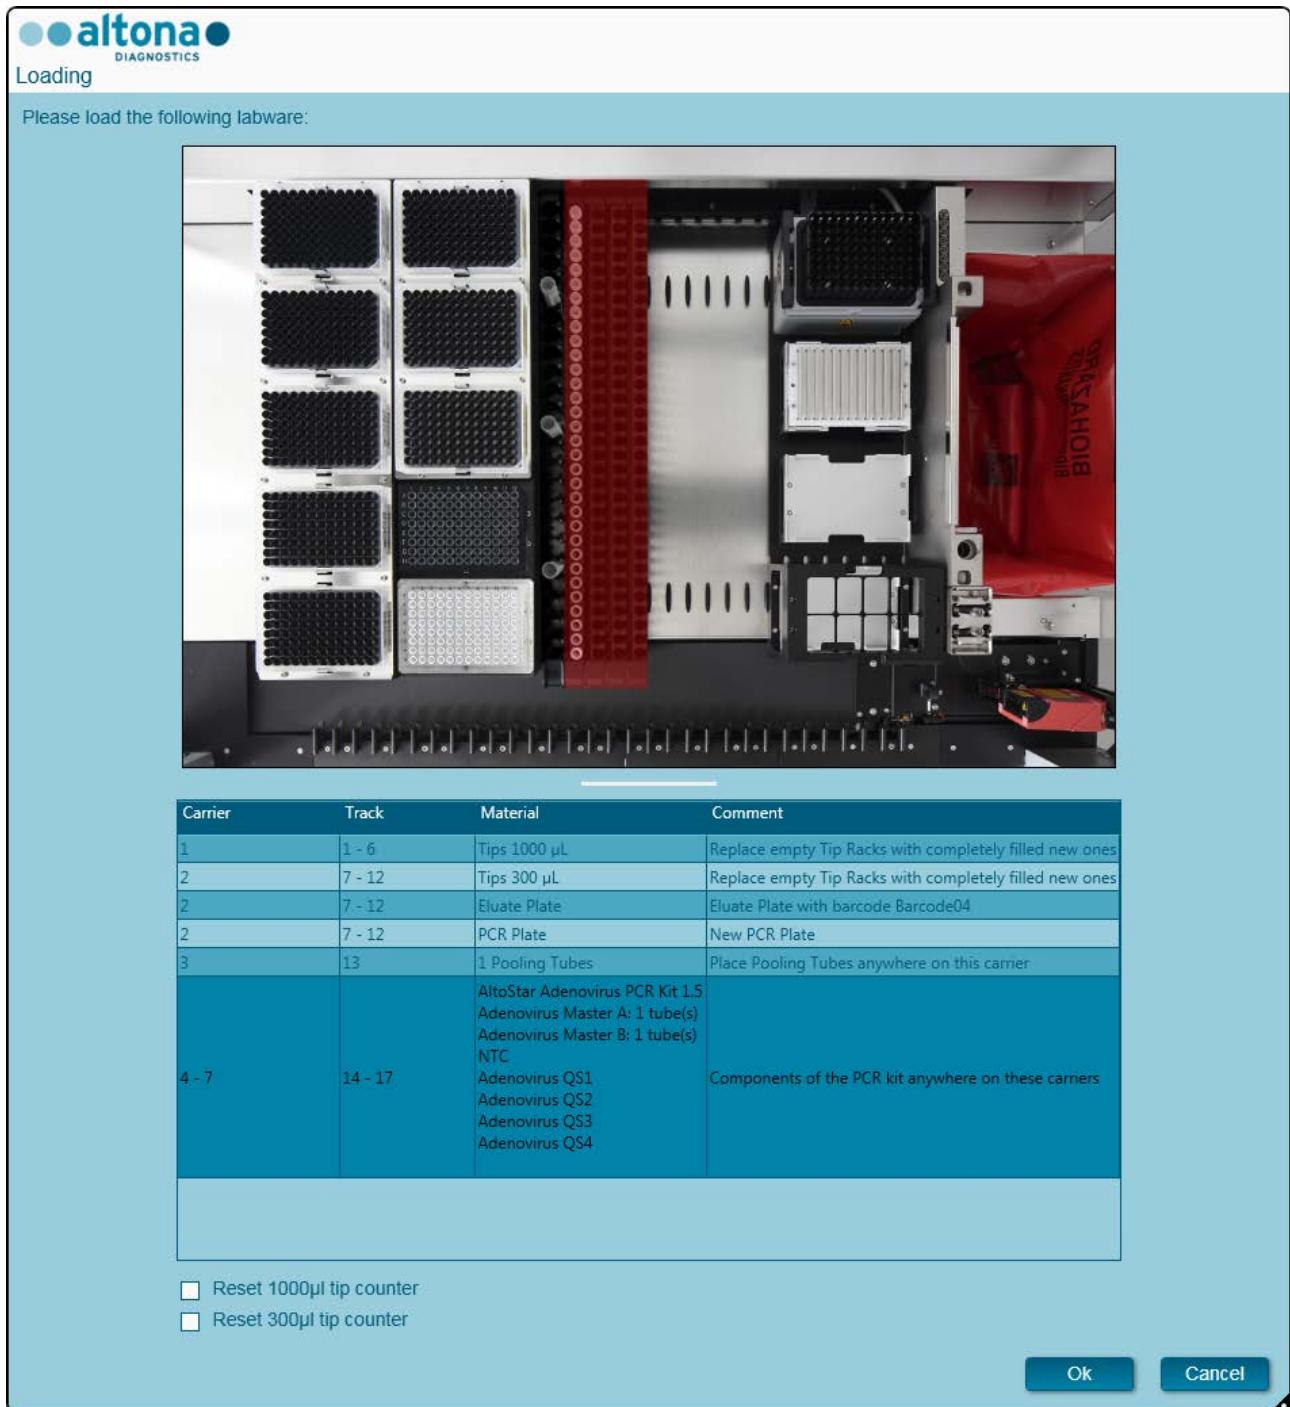 altona
DIAGNOSTICS
Loading
Please load the following labware:
BIOHAZARD
Carrier Track Material Comment
1 1 - 6 Tips 1000 µL Replace empty Tip Racks with completely filled new ones
2 7 - 12 Tips 300 µL Replace empty Tip Racks with completely filled new ones
2 7 - 12 Eluate Plate Eluate Plate with barcode Barcode04
2 7 - 12 PCR Plate New PCR Plate
3 13 1 Pooling Tubes Place Pooling Tubes anywhere on this carrier
AltoStar Adenovirus PCR Kit 1.5
Adenovirus Master A: 1 tube(s)
Adenovirus Master B: 1 tube(s)
NTC
4 - 7 14 - 17 Adenovirus QS1 Components of the PCR kit anywhere on these carriers
Adenovirus QS2
Adenovirus QS3
Adenovirus QS4
Reset 1000µl tip counter
Reset 300µl tip counter
Ok Cancel